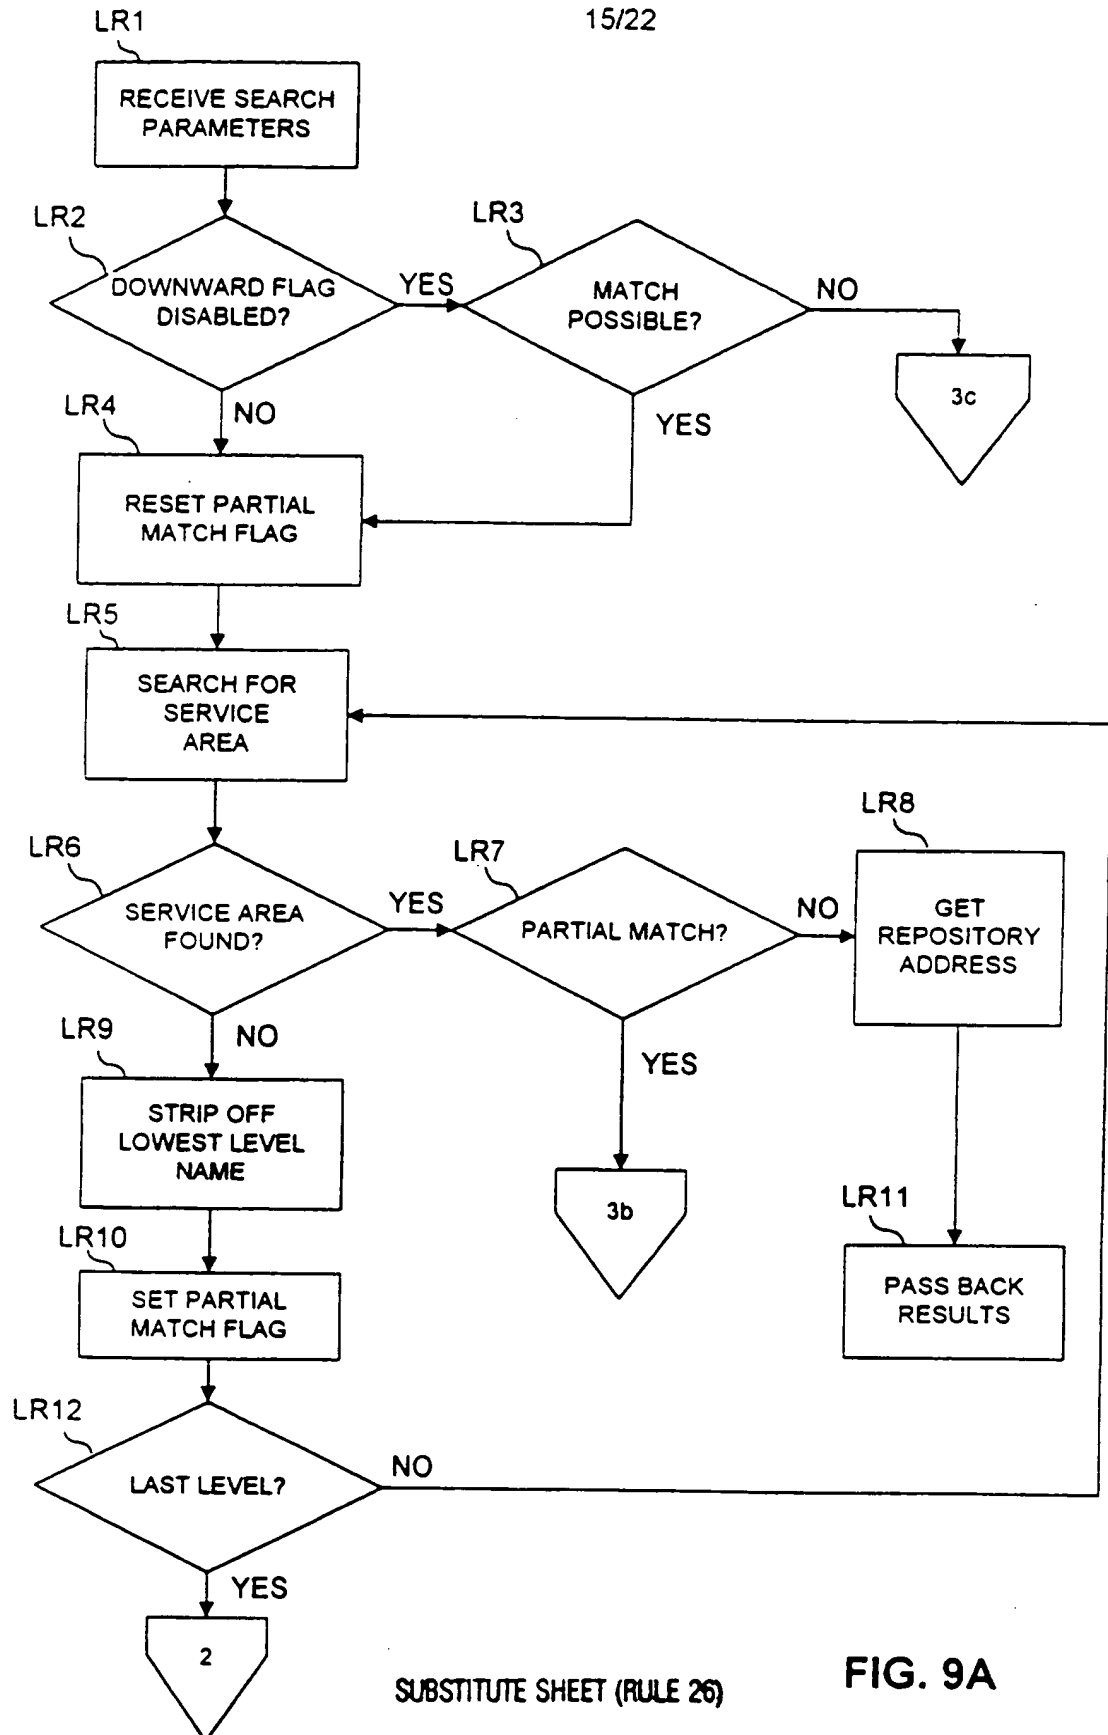 LR1
15/22
RECEIVE SEARCH
PARAMETERS
LR2
DOWNWARD FLAG
DISABLED?
YES
LR3
MATCH
POSSIBLE?
NO
3c
NO
YES
LR4
RESET PARTIAL
MATCH FLAG
LR5
SEARCH FOR
SERVICE
AREA
LR6
SERVICE AREA
FOUND?
YES
LR7
PARTIAL MATCH?
NO
LR8
GET
REPOSITORY
ADDRESS
NO
YES
LR9
STRIP OFF
LOWEST LEVEL
NAME
3b
LR11
PASS BACK
RESULTS
LR10
SET PARTIAL
MATCH FLAG
LR12
LAST LEVEL?
NO
YES
2
SUBSTITUTE SHEET (RULE 26)
FIG. 9A